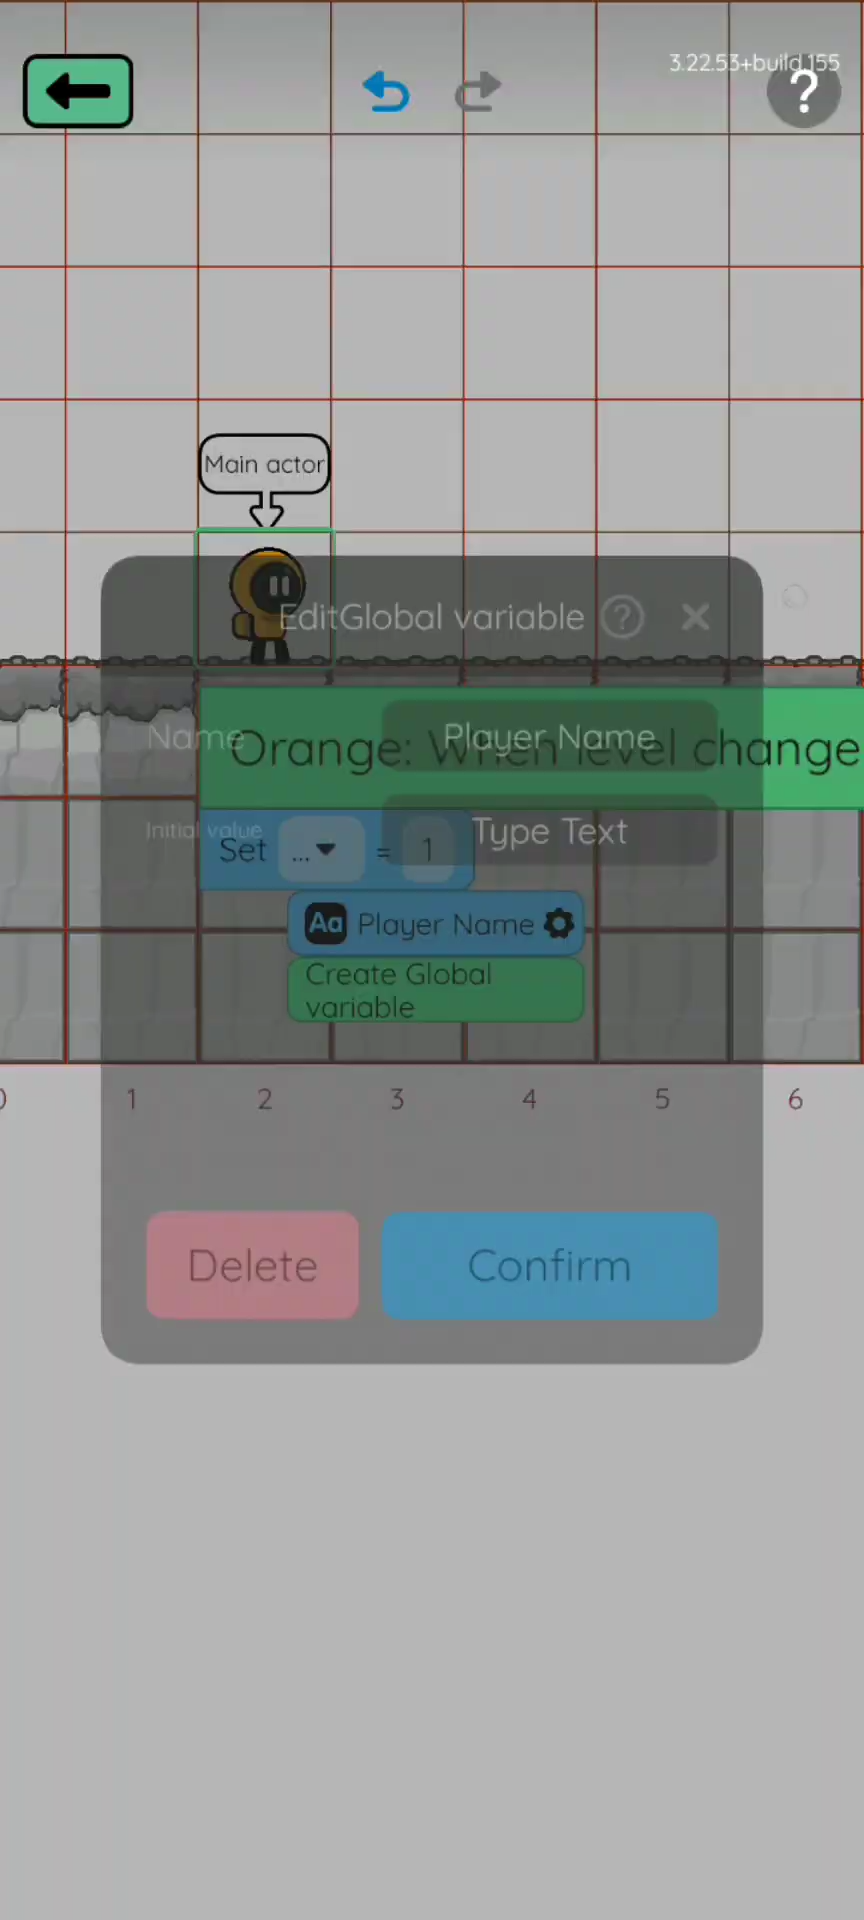 3.22.53+build.155
?
Main actor
EditGlobal variable ? ×
Name Player Name
Orange: When level change
Initial value Type Text
Set ... = 1
Aa Player Name
Create Global
variable
0 1 2 3 4 5 6
Delete Confirm